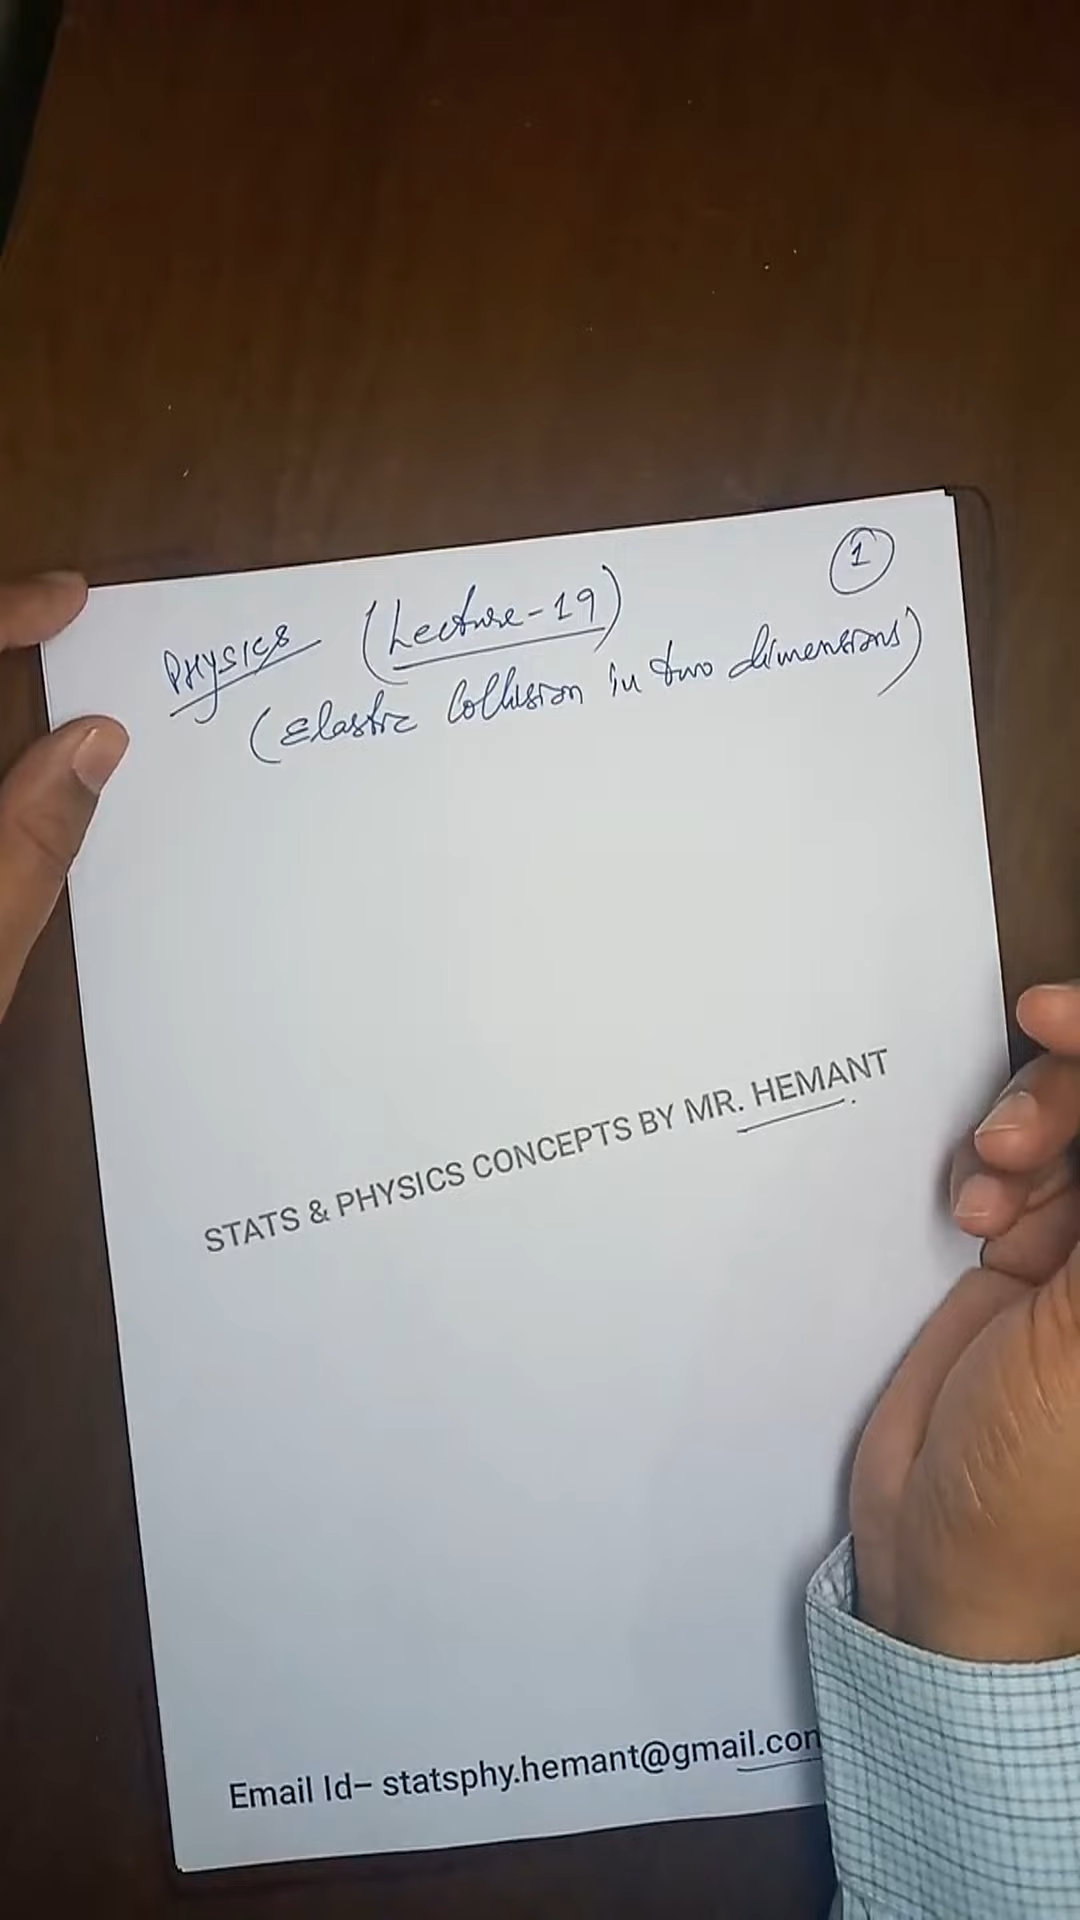 1
Physics (Lecture-19)
(Elastic Collision in two dimensions)
STATS & PHYSICS CONCEPTS BY MR. HEMANT.
Email Id– statsphy.hemant@gmail.com